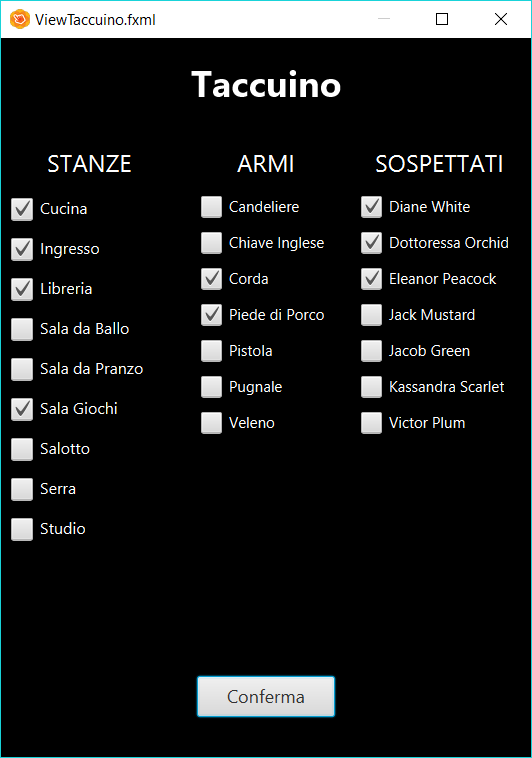 ViewTaccuino.fxml
Taccuino
STANZE
Cucina
Ingresso
Libreria
Sala da Ballo
Sala da Pranzo
Sala Giochi
Salotto
Serra
Studio
ARMI
Candeliere
Chiave Inglese
Corda
Piede di Porco
Pistola
Pugnale
Veleno
SOSPETTATI
Diane White
Dottoressa Orchid
Eleanor Peacock
Jack Mustard
Jacob Green
Kassandra Scarlet
Victor Plum
Conferma